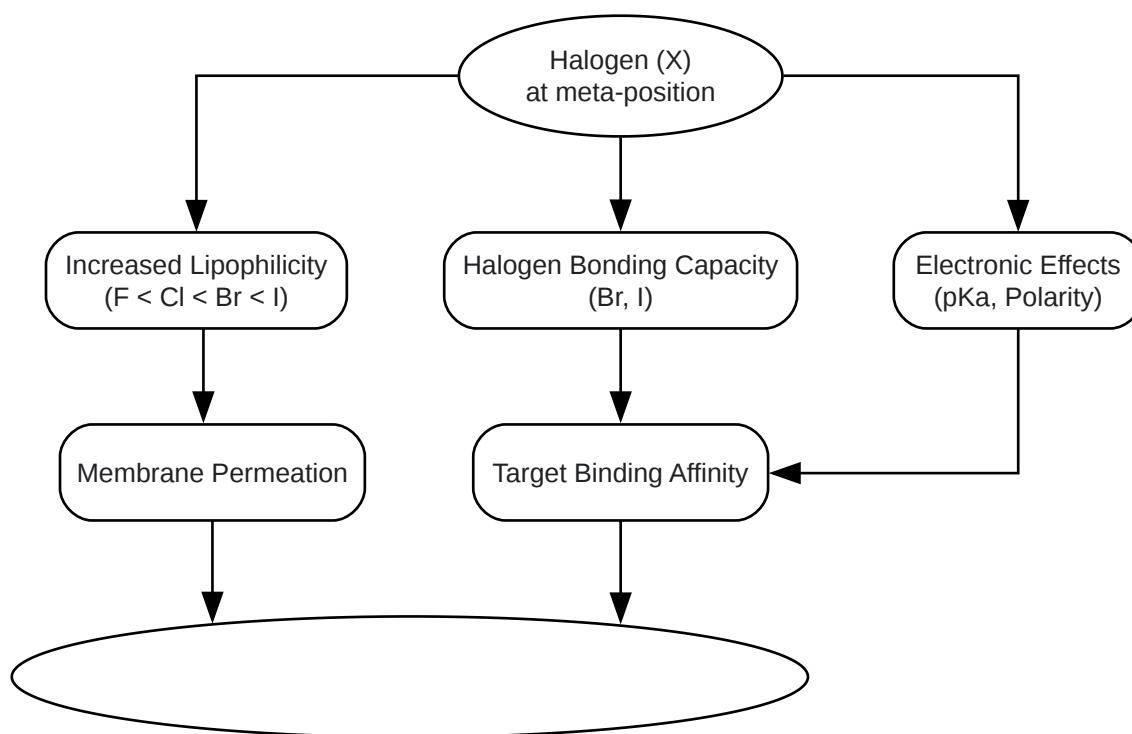 Halogen (X)
at meta-position
Increased Lipophilicity
(F < Cl < Br < I)
Halogen Bonding Capacity
(Br, I)
Electronic Effects
(pKa, Polarity)
Membrane Permeation
Target Binding Affinity